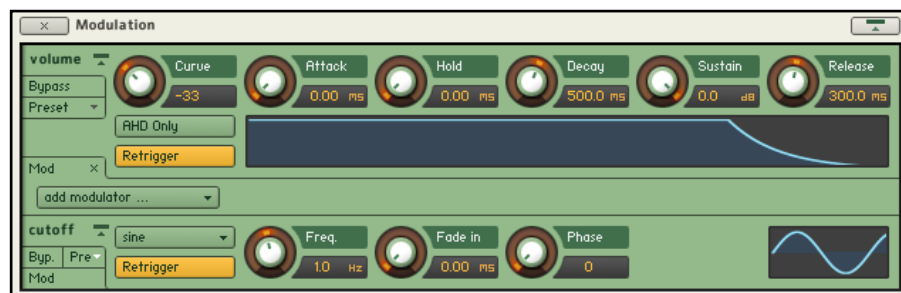 × Modulation
volume
Curve Attack Hold Decay Sustain Release
Bypass
-33 0.00 ms 0.00 ms 500.0 ms 0.0 dB 300.0 ms
Preset
AHD Only
Retrigger
Mod ×
add modulator ...
cutoff
sine Freq. Fade in Phase
Byp. Pre
Retrigger 1.0 Hz 0.00 ms 0
Mod